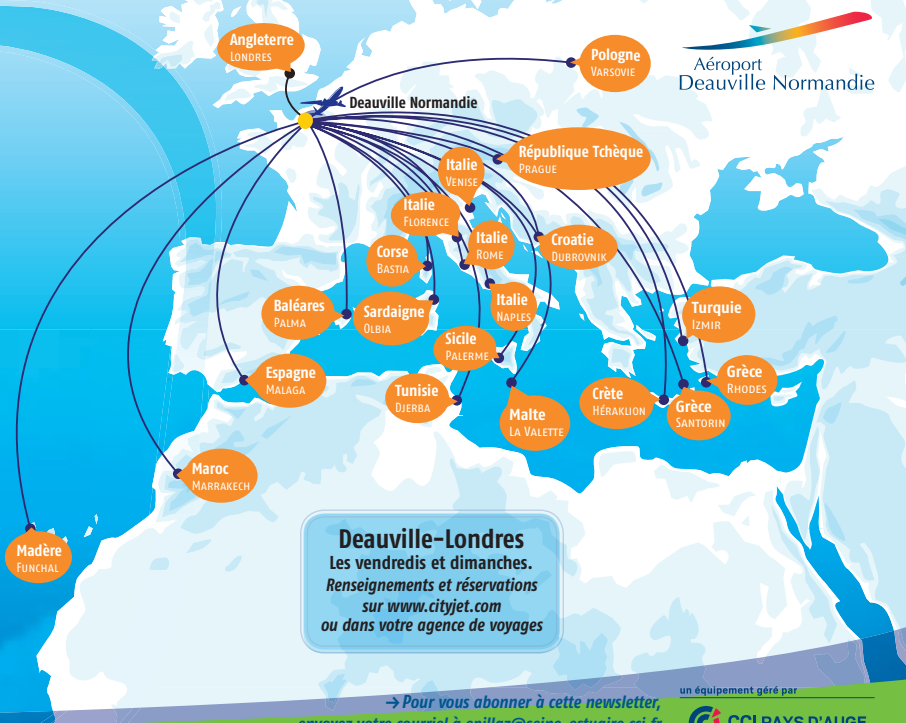 Angleterre
LONDRES
Pologne
VARSOVIE
Aéroport
Deauville Normandie
Deauville Normandie
République Tchèque
PRAGUE
Italie
VENISE
Italie
FLORENCE
Italie
ROME
Croatie
DUBROVNIK
Corse
BASTIA
Baléares
PALMA
Sardaigne
OLBIA
Italie
NAPLES
Turquie
IZMIR
Sicile
PALERME
Espagne
MALAGA
Tunisie
DJERBA
Malte
LA VALETTE
Crète
HÉRAKLION
Grèce
SANTORIN
Grèce
RHODES
Maroc
MARRAKECH
Madère
FUNCHAL
Deauville-Londres
Les vendredis et dimanches.
Renseignements et réservations
sur www.cityjet.com
ou dans votre agence de voyages
→ Pour vous abonner à cette newsletter,
un équipement géré par
CCI PAYS D'AUGE